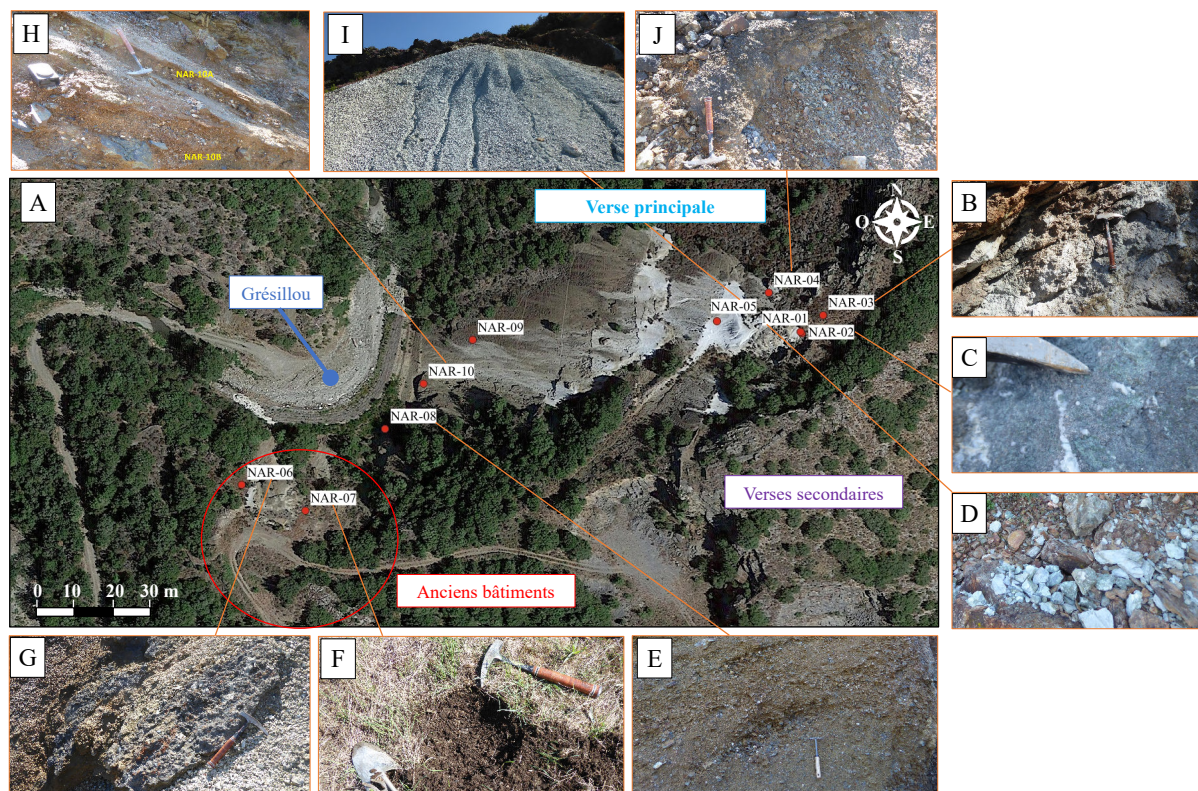 H
I
J
NAR-10A
NAR-10B
A
Verse principale
N
O
E
S
B
Grésillou
NAR-04
NAR-03
NAR-05
NAR-01
NAR-02
NAR-09
C
NAR-10
NAR-08
NAR-06
Verses secondaires
NAR-07
D
Anciens bâtiments
0 10 20 30 m
G
F
E